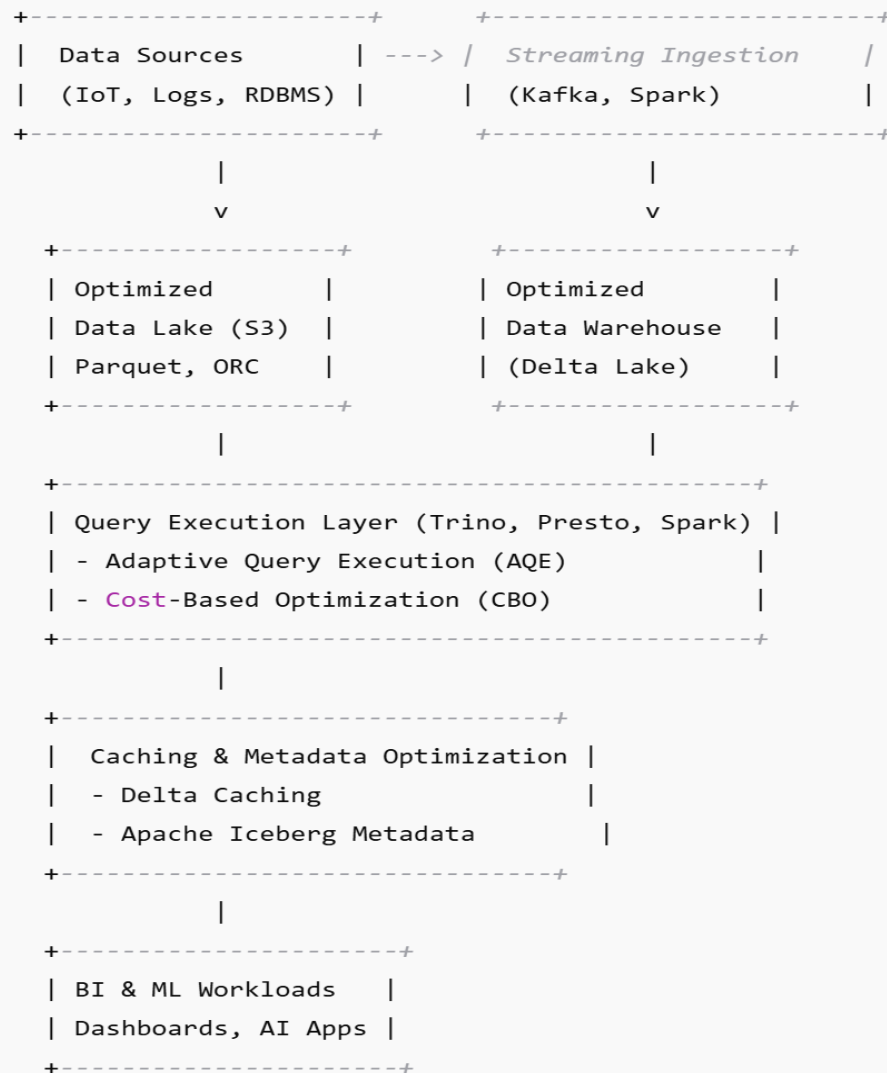 Data Sources ---> Streaming Ingestion
(IoT, Logs, RDBMS) (Kafka, Spark)
v v
Optimized Optimized
Data Lake (S3) Data Warehouse
Parquet, ORC (Delta Lake)
Query Execution Layer (Trino, Presto, Spark)
- Adaptive Query Execution (AQE)
- Cost-Based Optimization (CBO)
Caching & Metadata Optimization
- Delta Caching
- Apache Iceberg Metadata
BI & ML Workloads
Dashboards, AI Apps